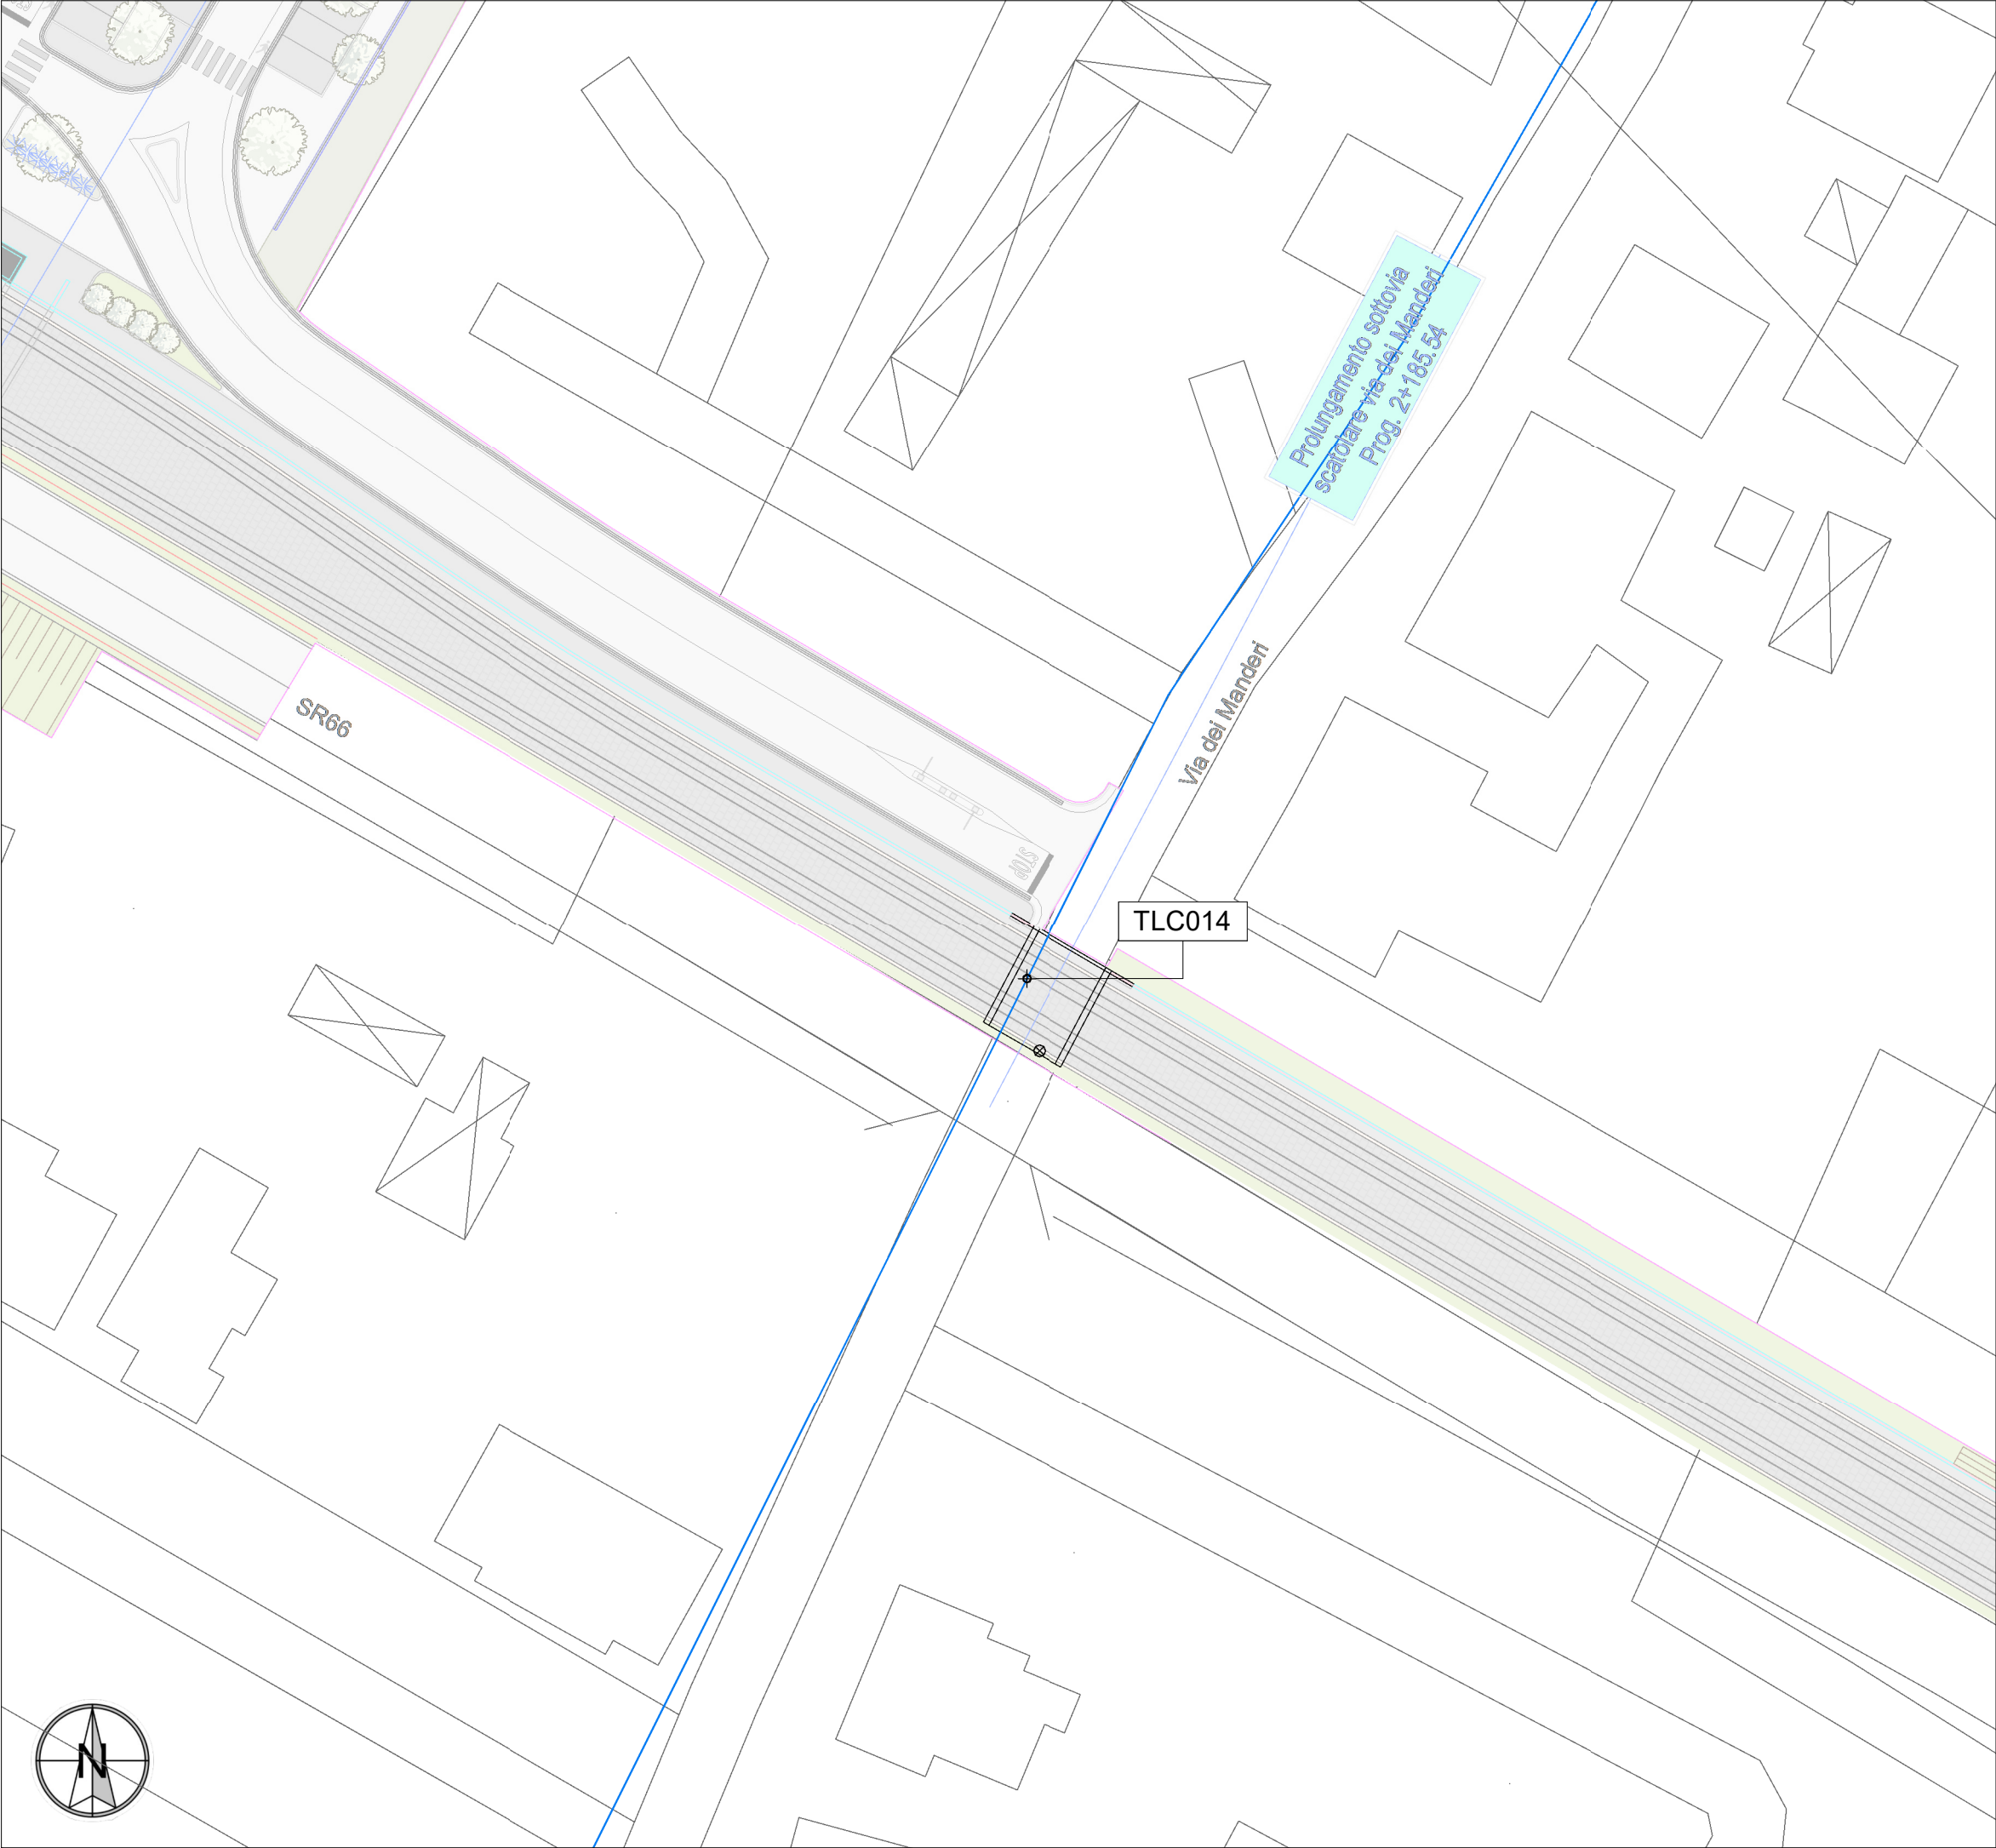 Prolungamento sottovia
scatolare via dei Manderi
Prog. 2+185.54
SR66
Via dei Manderi
STOP
TLC014
N